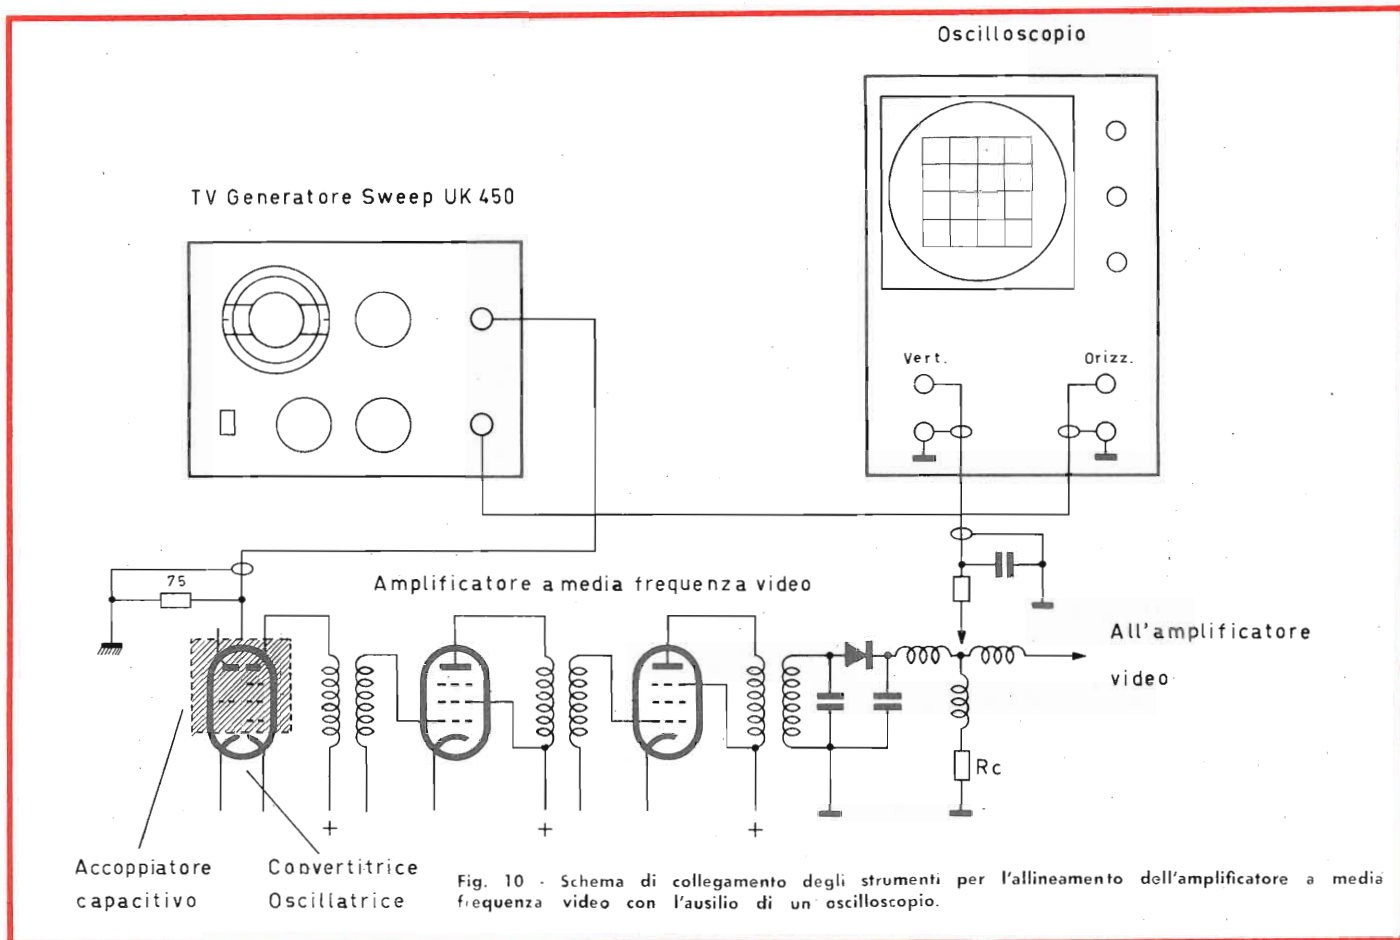 Oscilloscopio
TV Generatore Sweep UK 450
Vert.
Orizz.
75
Amplificatore a media frequenza video
All'amplificatore
video
Rc
+
+
+
Accoppiatore
capacitivo
Convertitrice
Oscillatrice
Fig. 10 - Schema di collegamento degli strumenti per l'allineamento dell'amplificatore a media
frequenza video con l'ausilio di un oscilloscopio.